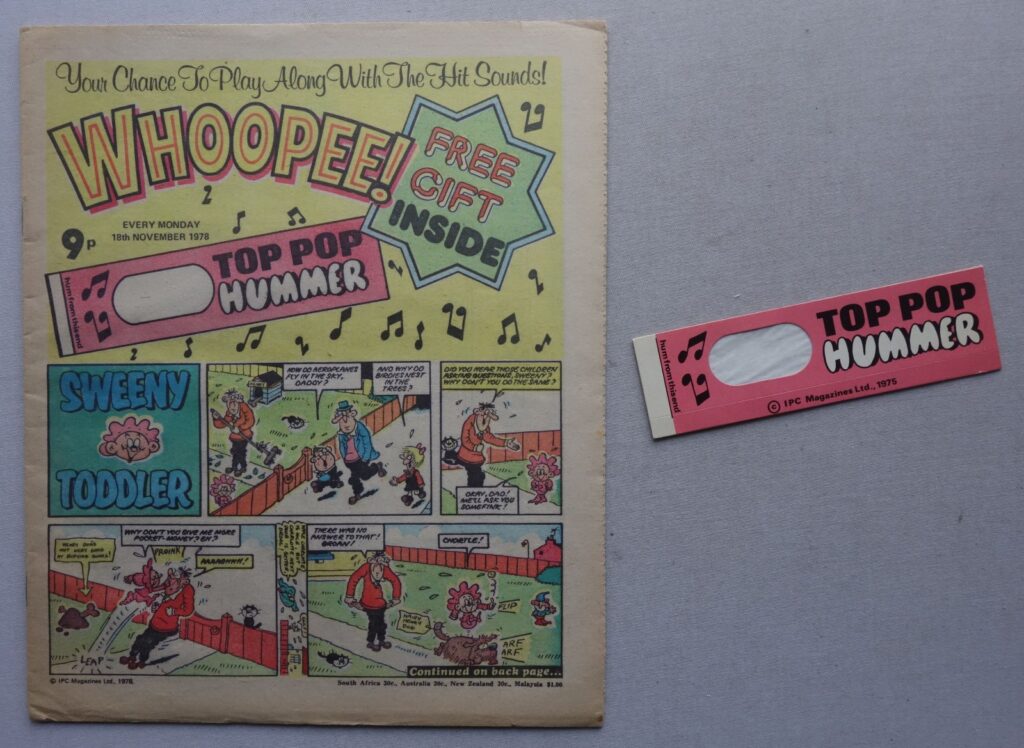 Your Chance To Play Along With The Hit Sounds!
WHOOPEE!
FREE
GIFT
INSIDE
EVERY MONDAY
18th NOVEMBER 1978
9p
hum from this end
TOP POP
HUMMER
SWEENY
TODDLER
HOW DO AEROPLANES
FLY IN THE SKY,
DADDY?
AND WHY DO
BIRDIES NEST
IN THE
TREES?
DID YOU HEAR THOSE CHILDREN
ASKING QUESTIONS, SWEENY?
WHY DON'T YOU DO THE SAME?
OKAY, DAD!
WE'LL ASK YOU
SOMEFINK!
WHY DON'T YOU GIVE ME MORE
POCKET-MONEY? EH?
PROINK!
AAAAHHH!
LEAP
THERE WAS NO
ANSWER TO THAT!
GROAN!
CHORTLE!
FLIP
HAIRY
DOG
ARF
ARF
Continued on back page...
© IPC Magazines Ltd., 1978.
South Africa 30c., Australia 30c., New Zealand 30c., Malaysia $1.00
hum from this end
TOP POP
HUMMER
© IPC Magazines Ltd., 1975